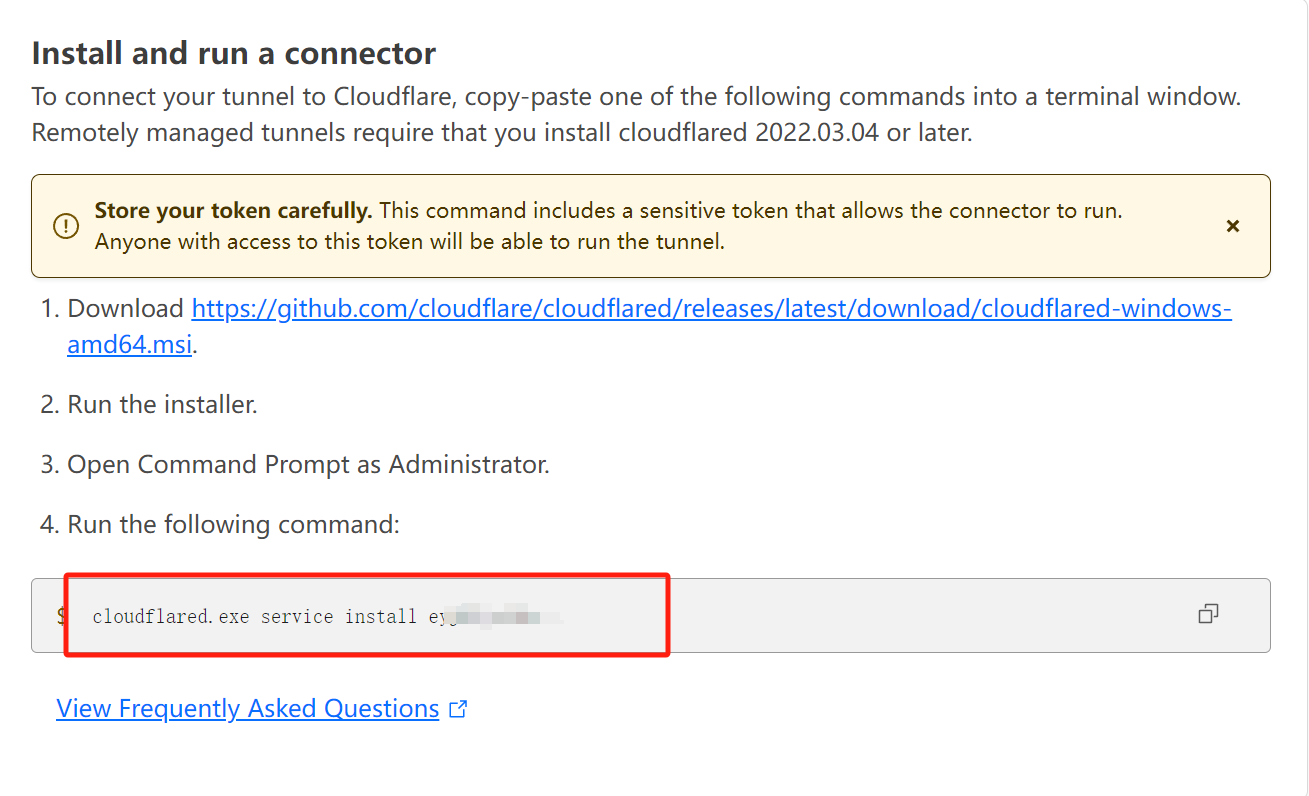 Install and run a connector
To connect your tunnel to Cloudflare, copy-paste one of the following commands into a terminal window.
Remotely managed tunnels require that you install cloudflared 2022.03.04 or later.
Store your token carefully. This command includes a sensitive token that allows the connector to run.
Anyone with access to this token will be able to run the tunnel.
1. Download https://github.com/cloudflare/cloudflared/releases/latest/download/cloudflared-windows-
amd64.msi.
2. Run the installer.
3. Open Command Prompt as Administrator.
4. Run the following command:
$ cloudflared.exe service install
View Frequently Asked Questions